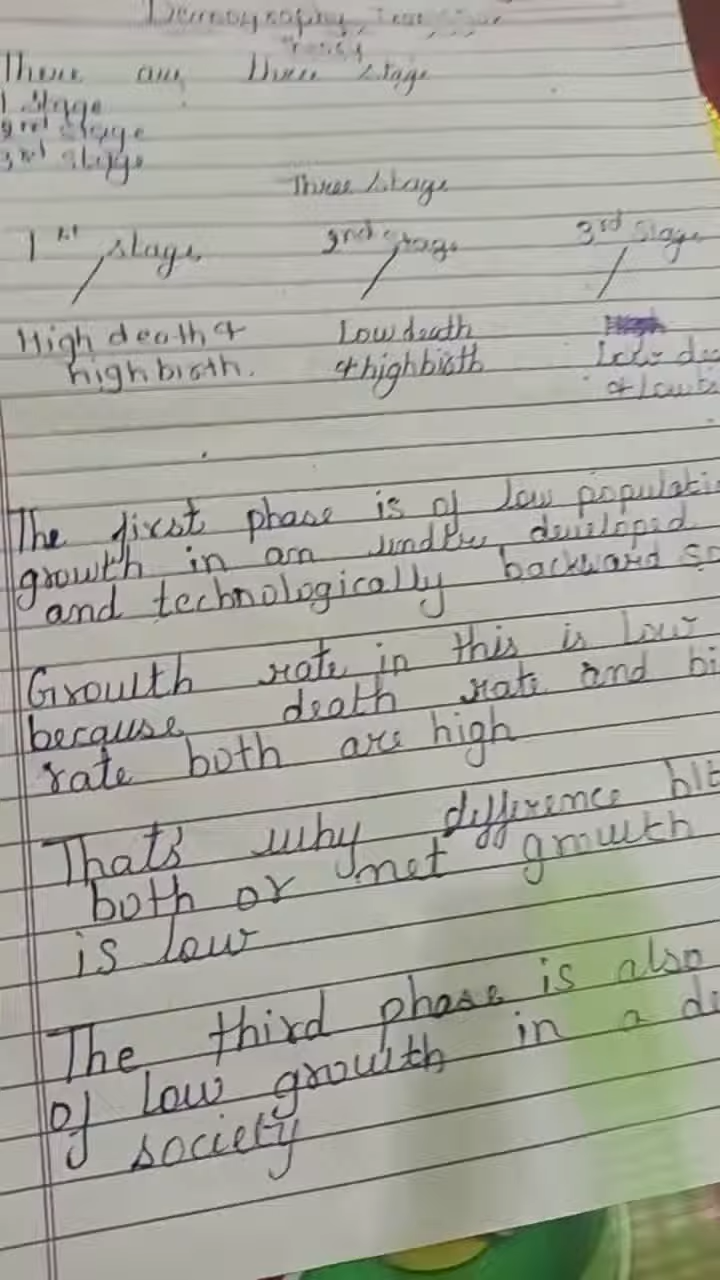 There are three stage
1 stage
2nd stage
3rd stage
Three stage
1st stage 2nd stage 3rd stage
High death & Low death
high birth. & high birth Low
& low
The first phase is of low
growth in an under developed
and technologically backward
Growth rate in this is low
because death rate and
rate both are high
Thats why difference
both or net growth
is low
The third phase is also
of low growth in a
society